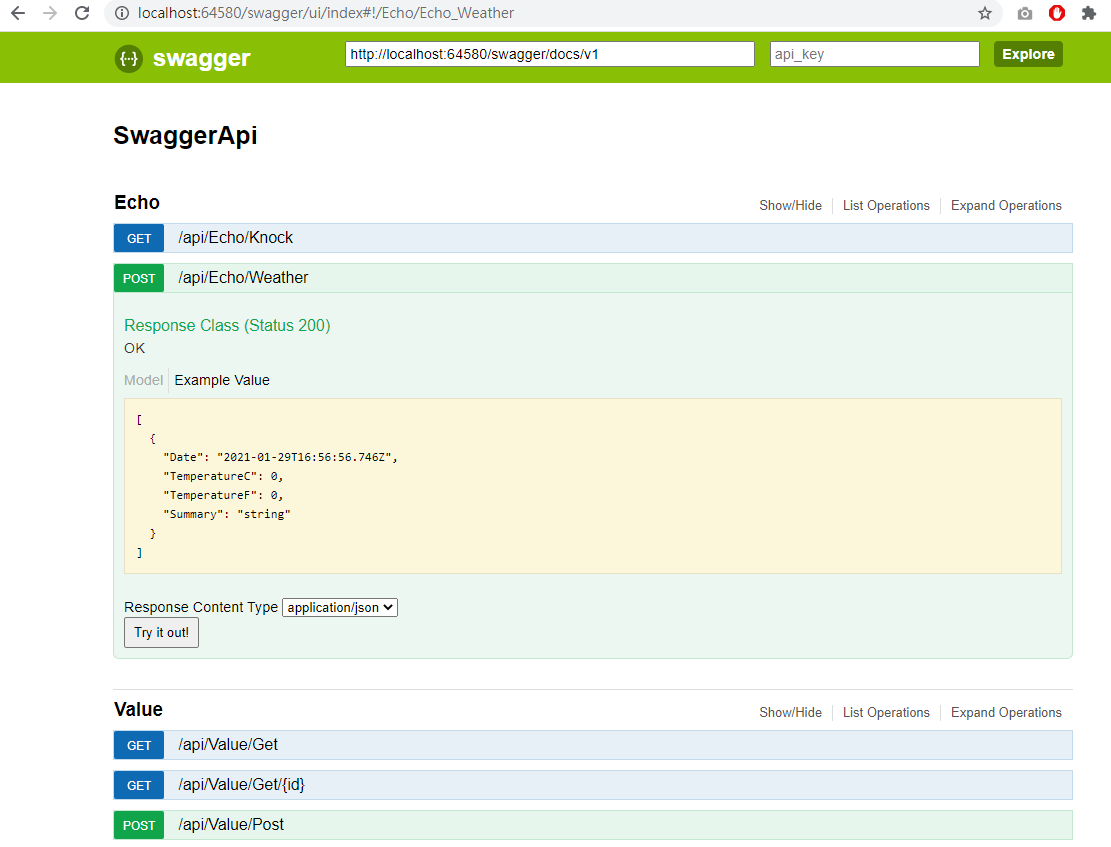 localhost:64580/swagger/ui/index#!/Echo/Echo_Weather
{··} swagger http://localhost:64580/swagger/docs/v1 api_key Explore
SwaggerApi
Echo Show/Hide List Operations Expand Operations
GET /api/Echo/Knock
POST /api/Echo/Weather
Response Class (Status 200)
OK
Model Example Value
[
{
"Date": "2021-01-29T16:56:56.746Z",
"TemperatureC": 0,
"TemperatureF": 0,
"Summary": "string"
}
]
Response Content Type application/json
Try it out!
Value Show/Hide List Operations Expand Operations
GET /api/Value/Get
GET /api/Value/Get/{id}
POST /api/Value/Post